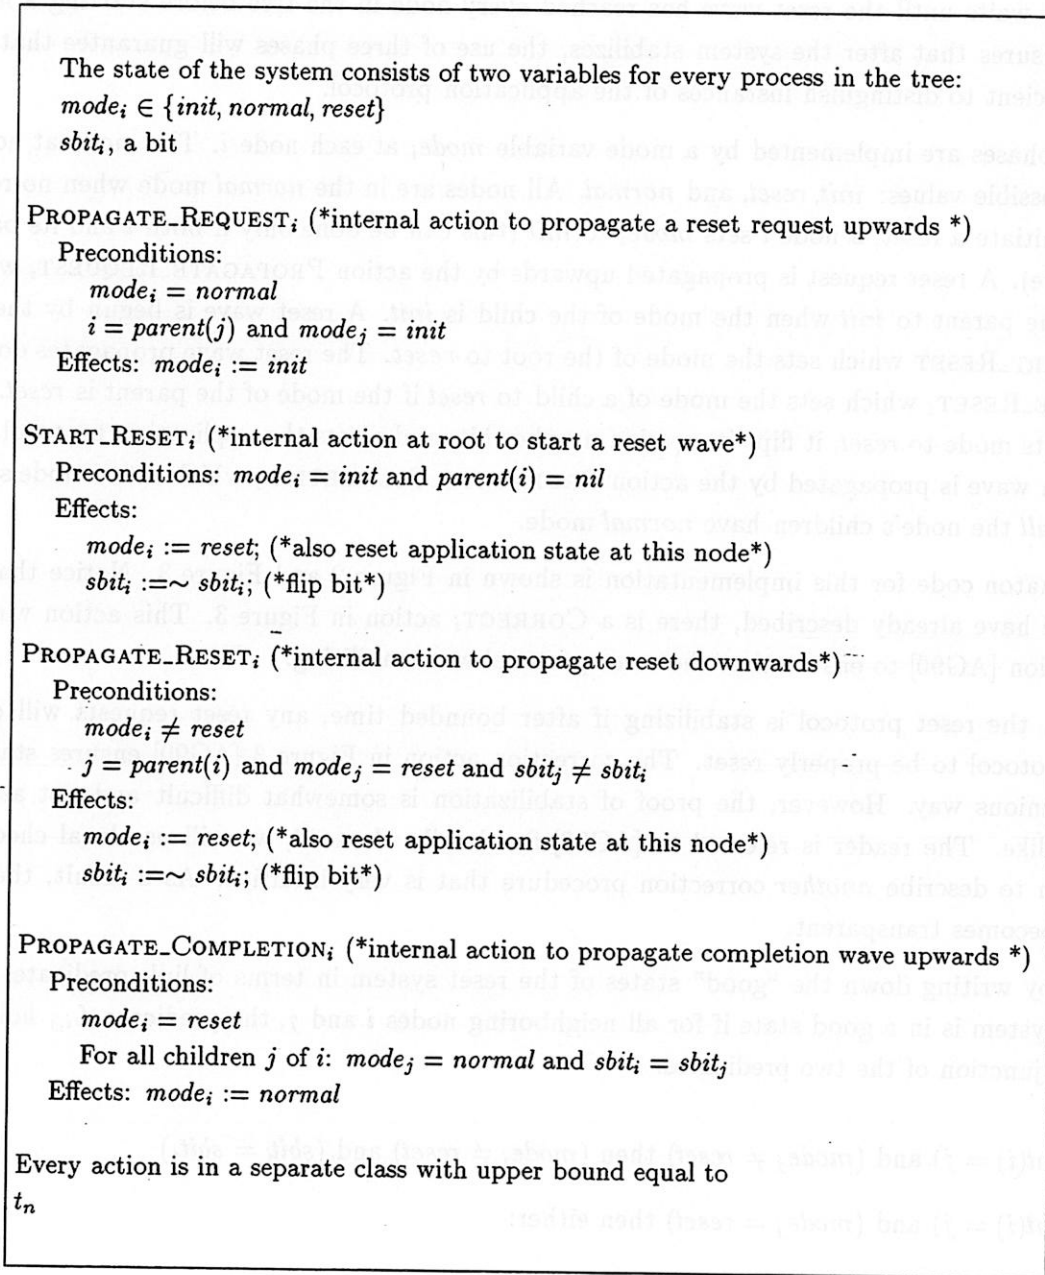 The state of the system consists of two variables for every process in the tree:
mode_i ∈ {init, normal, reset}
sbit_i, a bit
PROPAGATE_REQUEST_i (*internal action to propagate a reset request upwards *)
Preconditions:
mode_i = normal
i = parent(j) and mode_j = init
Effects: mode_i := init
START_RESET_i (*internal action at root to start a reset wave*)
Preconditions: mode_i = init and parent(i) = nil
Effects:
mode_i := reset; (*also reset application state at this node*)
sbit_i :=~ sbit_i; (*flip bit*)
PROPAGATE_RESET_i (*internal action to propagate reset downwards*)
Preconditions:
mode_i ≠ reset
j = parent(i) and mode_j = reset and sbit_j ≠ sbit_i
Effects:
mode_i := reset; (*also reset application state at this node*)
sbit_i :=~ sbit_i; (*flip bit*)
PROPAGATE_COMPLETION_i (*internal action to propagate completion wave upwards *)
Preconditions:
mode_i = reset
For all children j of i: mode_j = normal and sbit_i = sbit_j
Effects: mode_i := normal
Every action is in a separate class with upper bound equal to
t_n